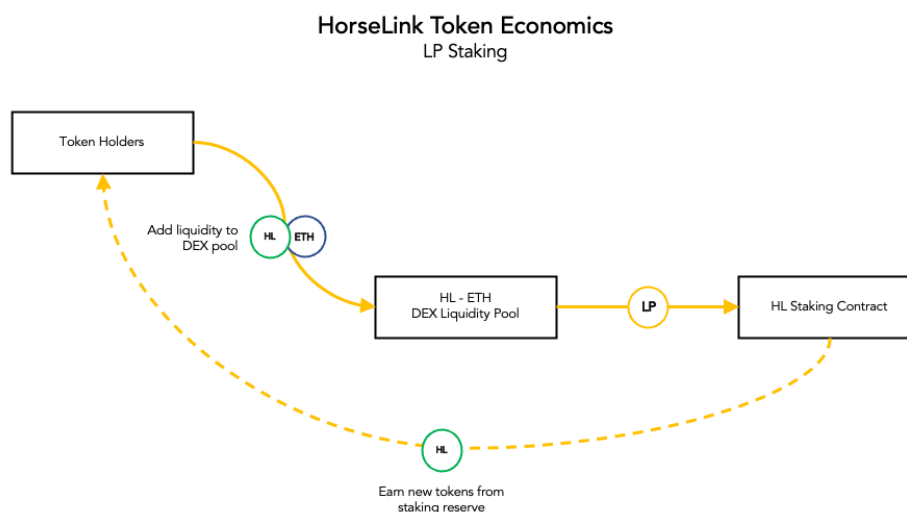 HorseLink Token Economics
LP Staking
Token Holders
Add liquidity to
DEX pool
HL
ETH
HL - ETH
DEX Liquidity Pool
LP
HL Staking Contract
HL
Earn new tokens from
staking reserve